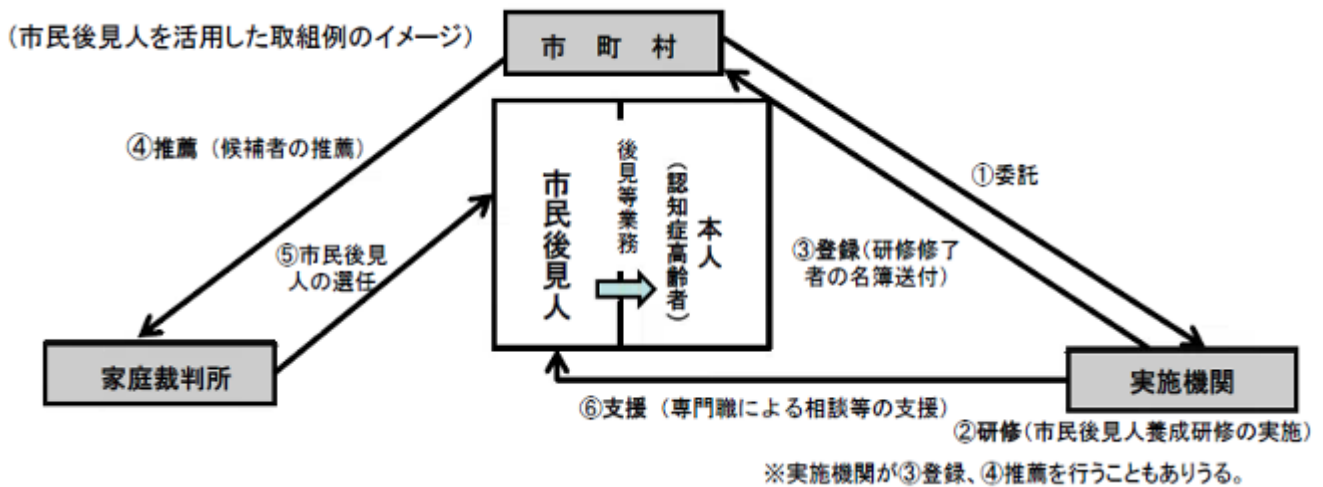 (市民後見人を活用した取組例のイメージ)
市 町 村
④推薦 (候補者の推薦)
①委託
市民後見人
後見等業務
(認知症高齢者)
本人
③登録(研修修了
者の名簿送付)
⑤市民後見
人の選任
家庭裁判所
実施機関
⑥支援 (専門職による相談等の支援)
②研修(市民後見人養成研修の実施)
※実施機関が③登録、④推薦を行うこともありうる。